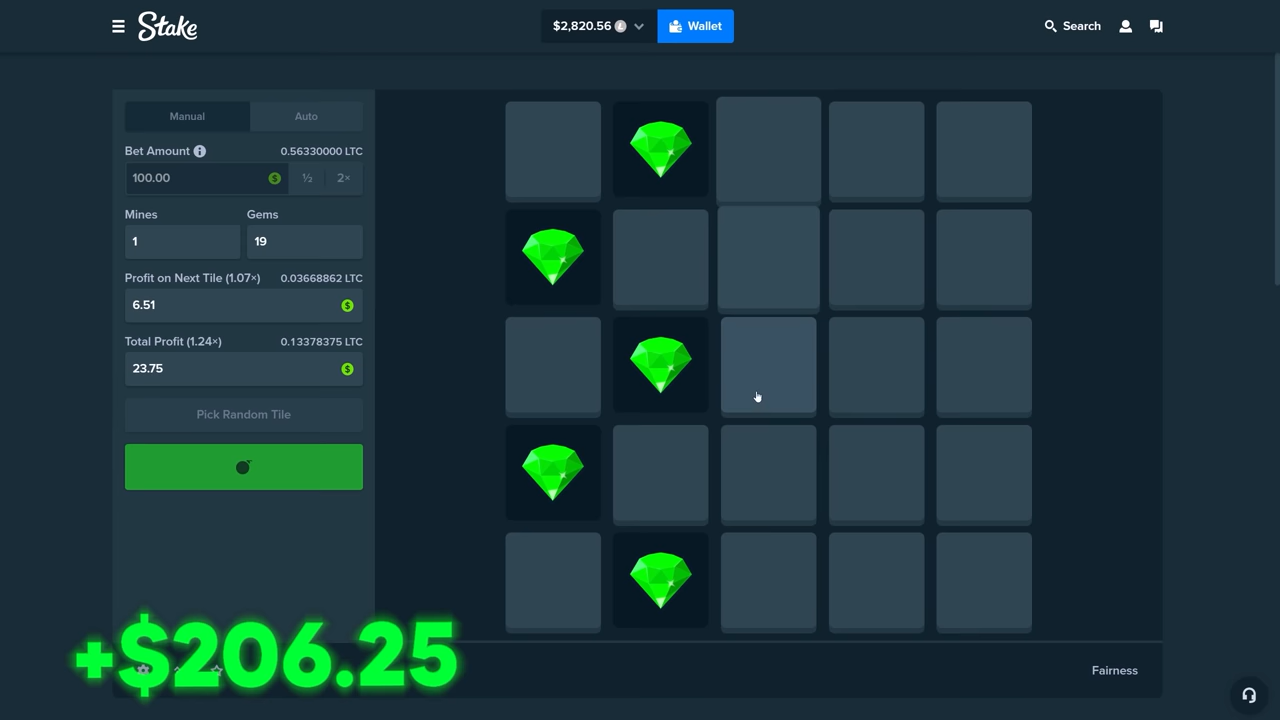 Stake
$2,820.56
Wallet
Search
Manual
Auto
Bet Amount
0.56330000 LTC
100.00
½
2×
Mines
Gems
1
19
Profit on Next Tile (1.07×)
0.03668862 LTC
6.51
Total Profit (1.24×)
0.13378375 LTC
23.75
Pick Random Tile
+$206.25
Fairness